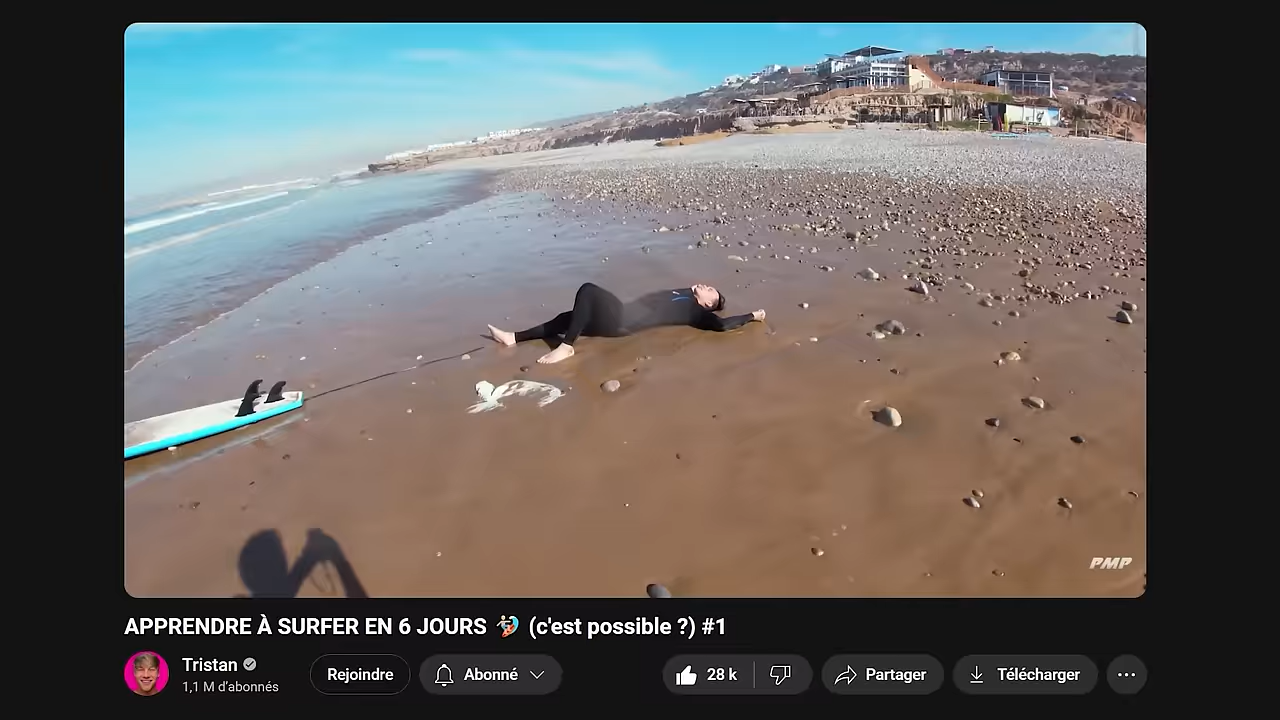 PMP
APPRENDRE À SURFER EN 6 JOURS 🏄 (c'est possible ?) #1
Tristan
1,1 M d'abonnés
Rejoindre
Abonné
28 k
Partager
Télécharger